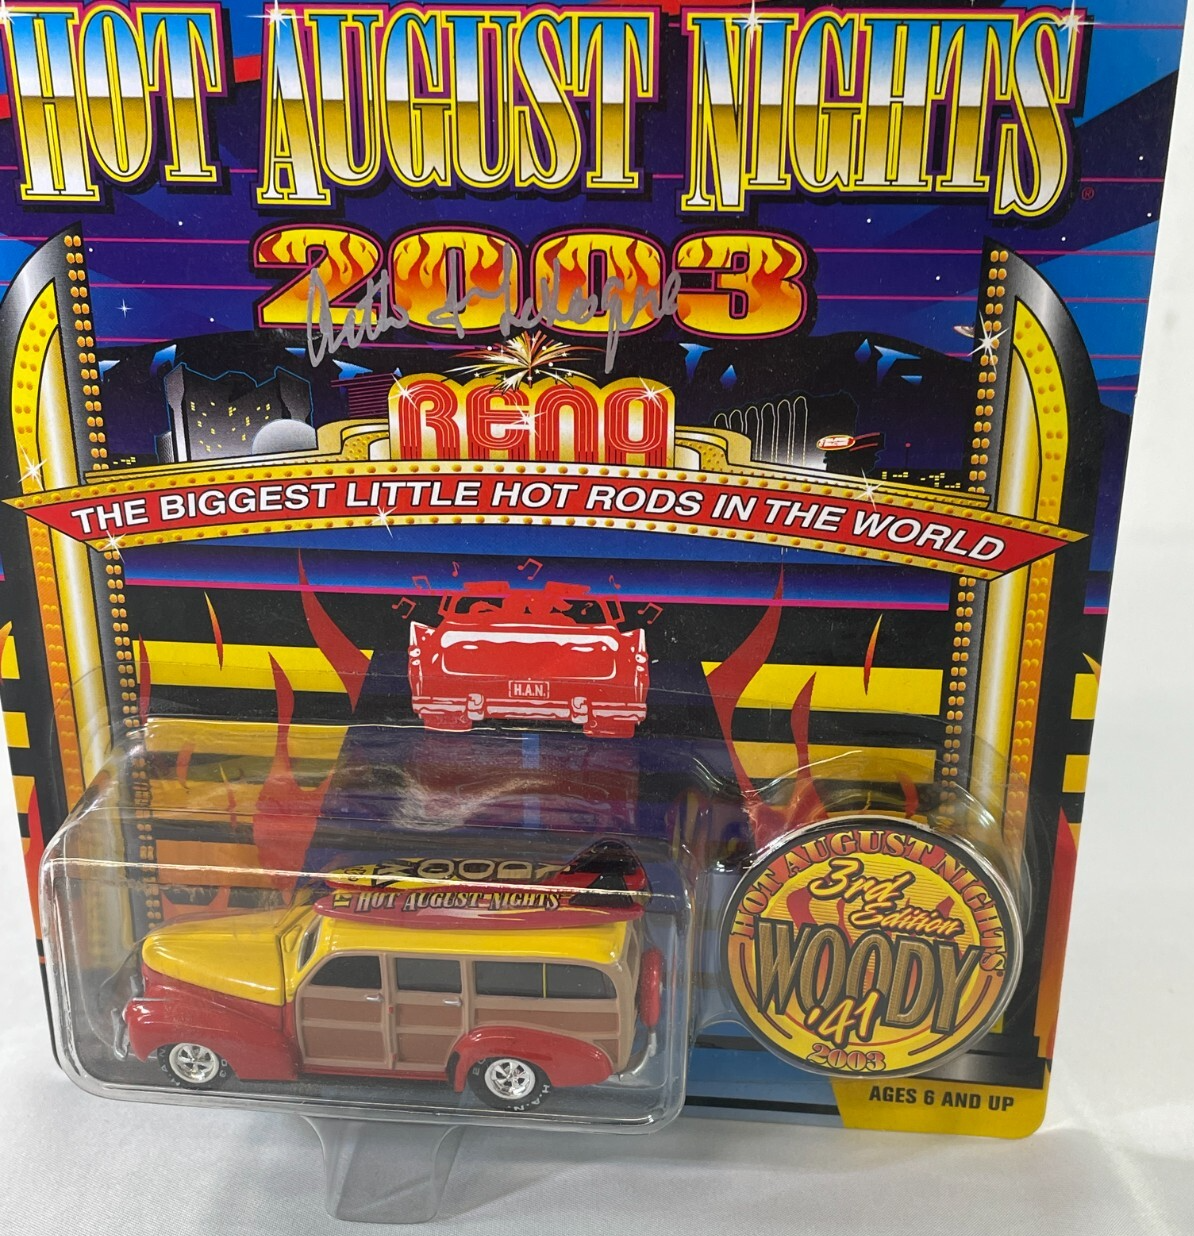 HOT AUGUST NIGHTS®
2003
RENO
THE BIGGEST LITTLE HOT RODS IN THE WORLD
H.A.N.
HOT AUGUST NIGHTS
HOT AUGUST NIGHTS
3rd
Edition
WOODY
'41
2003
H.A.N.
AGES 6 AND UP